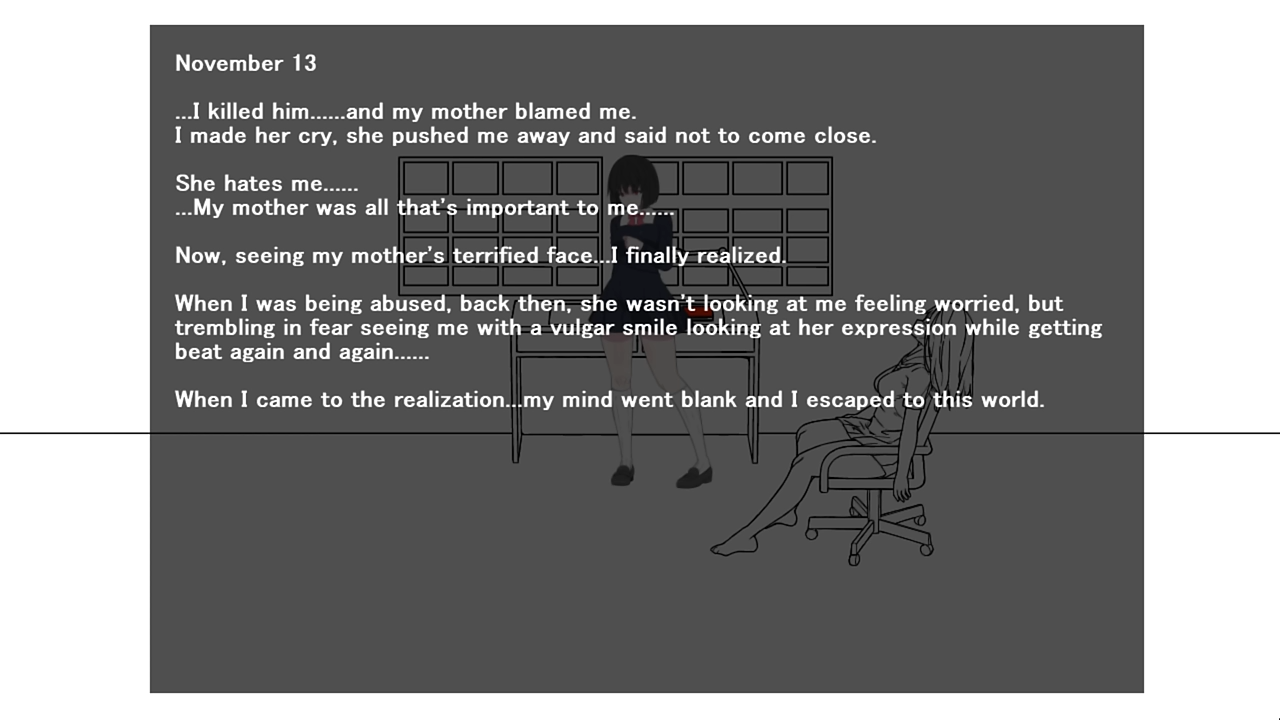 November 13
...I killed him......and my mother blamed me.
I made her cry, she pushed me away and said not to come close.
She hates me......
...My mother was all that's important to me......
Now, seeing my mother's terrified face...I finally realized.
When I was being abused, back then, she wasn't looking at me feeling worried, but
trembling in fear seeing me with a vulgar smile looking at her expression while getting
beat again and again......
When I came to the realization...my mind went blank and I escaped to this world.